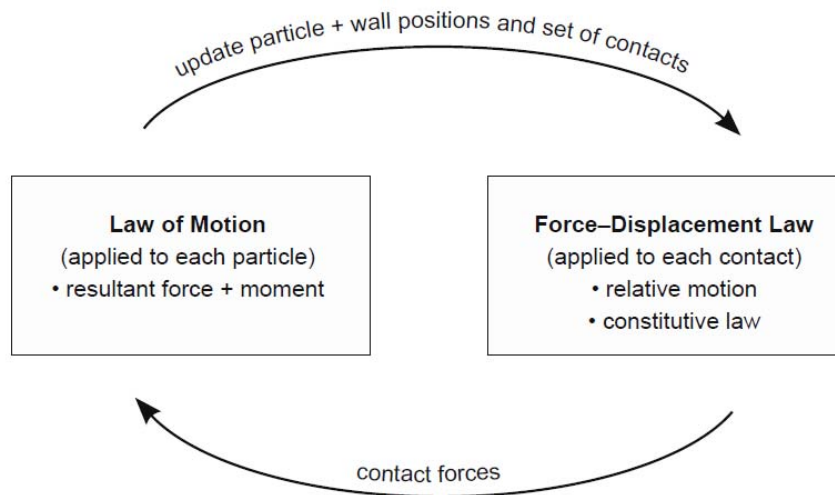 update particle + wall positions and set of contacts
Law of Motion
(applied to each particle)
• resultant force + moment
Force–Displacement Law
(applied to each contact)
• relative motion
• constitutive law
contact forces